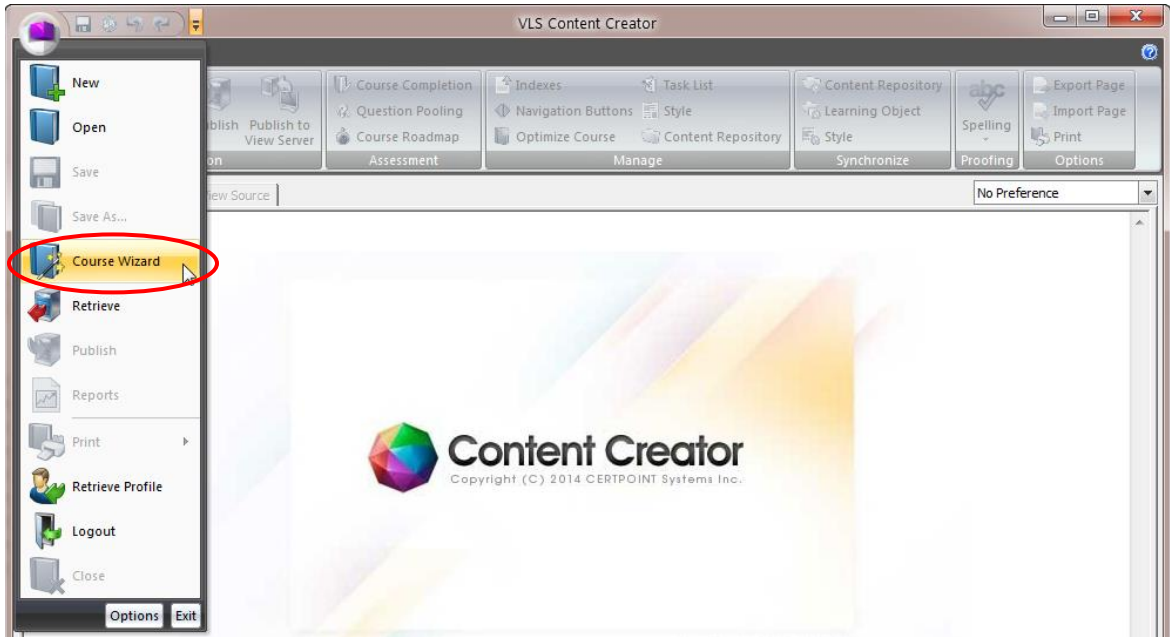 VLS Content Creator
New
Open
Save
Save As...
Course Wizard
Retrieve
Publish
Reports
Print
Retrieve Profile
Logout
Close
Options Exit
blish Publish to
View Server
on
Course Completion
Question Pooling
Course Roadmap
Assessment
Indexes Task List
Navigation Buttons Style
Optimize Course Content Repository
Manage
Content Repository
Learning Object
Style
Synchronize
abc
Spelling
Proofing
Export Page
Import Page
Print
Options
iew Source
No Preference
Content Creator
Copyright (C) 2014 CERTPOINT Systems Inc.